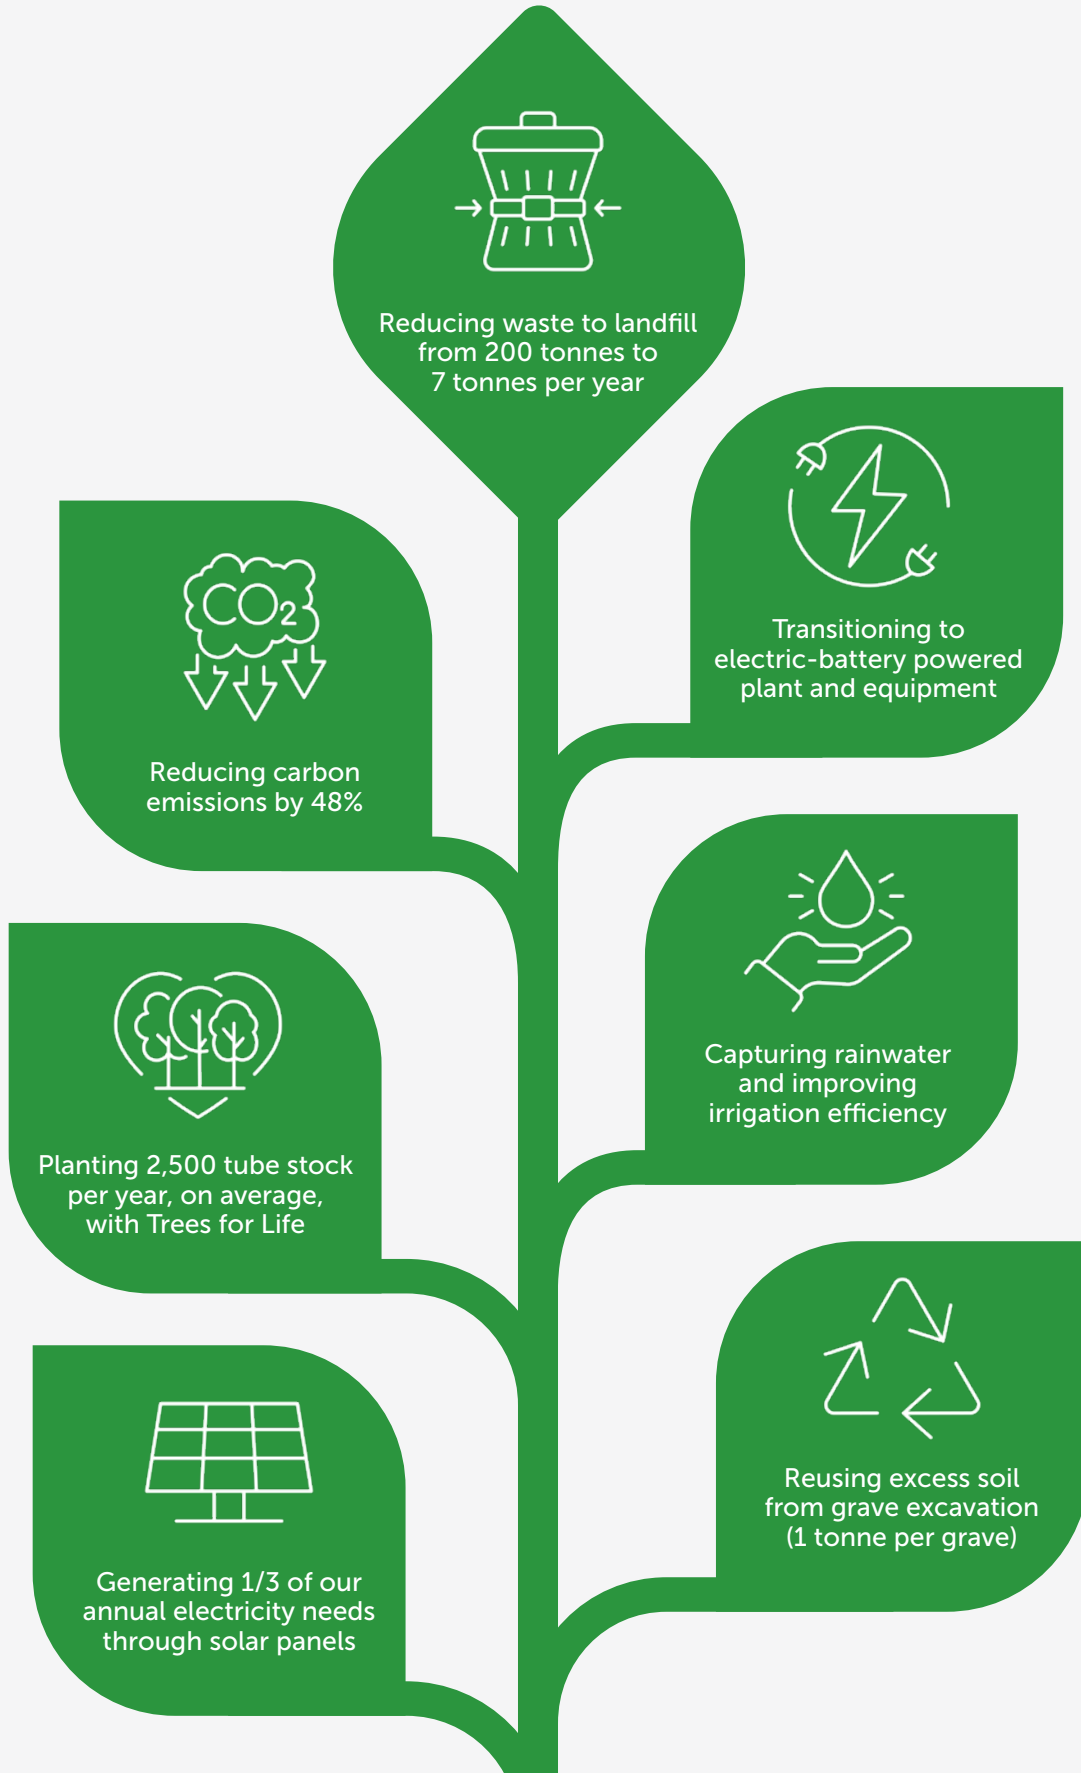 Reducing waste to landfill
from 200 tonnes to
7 tonnes per year
Transitioning to
electric-battery powered
plant and equipment
CO2
Reducing carbon
emissions by 48%
Capturing rainwater
and improving
irrigation efficiency
Planting 2,500 tube stock
per year, on average,
with Trees for Life
Reusing excess soil
from grave excavation
(1 tonne per grave)
Generating 1/3 of our
annual electricity needs
through solar panels